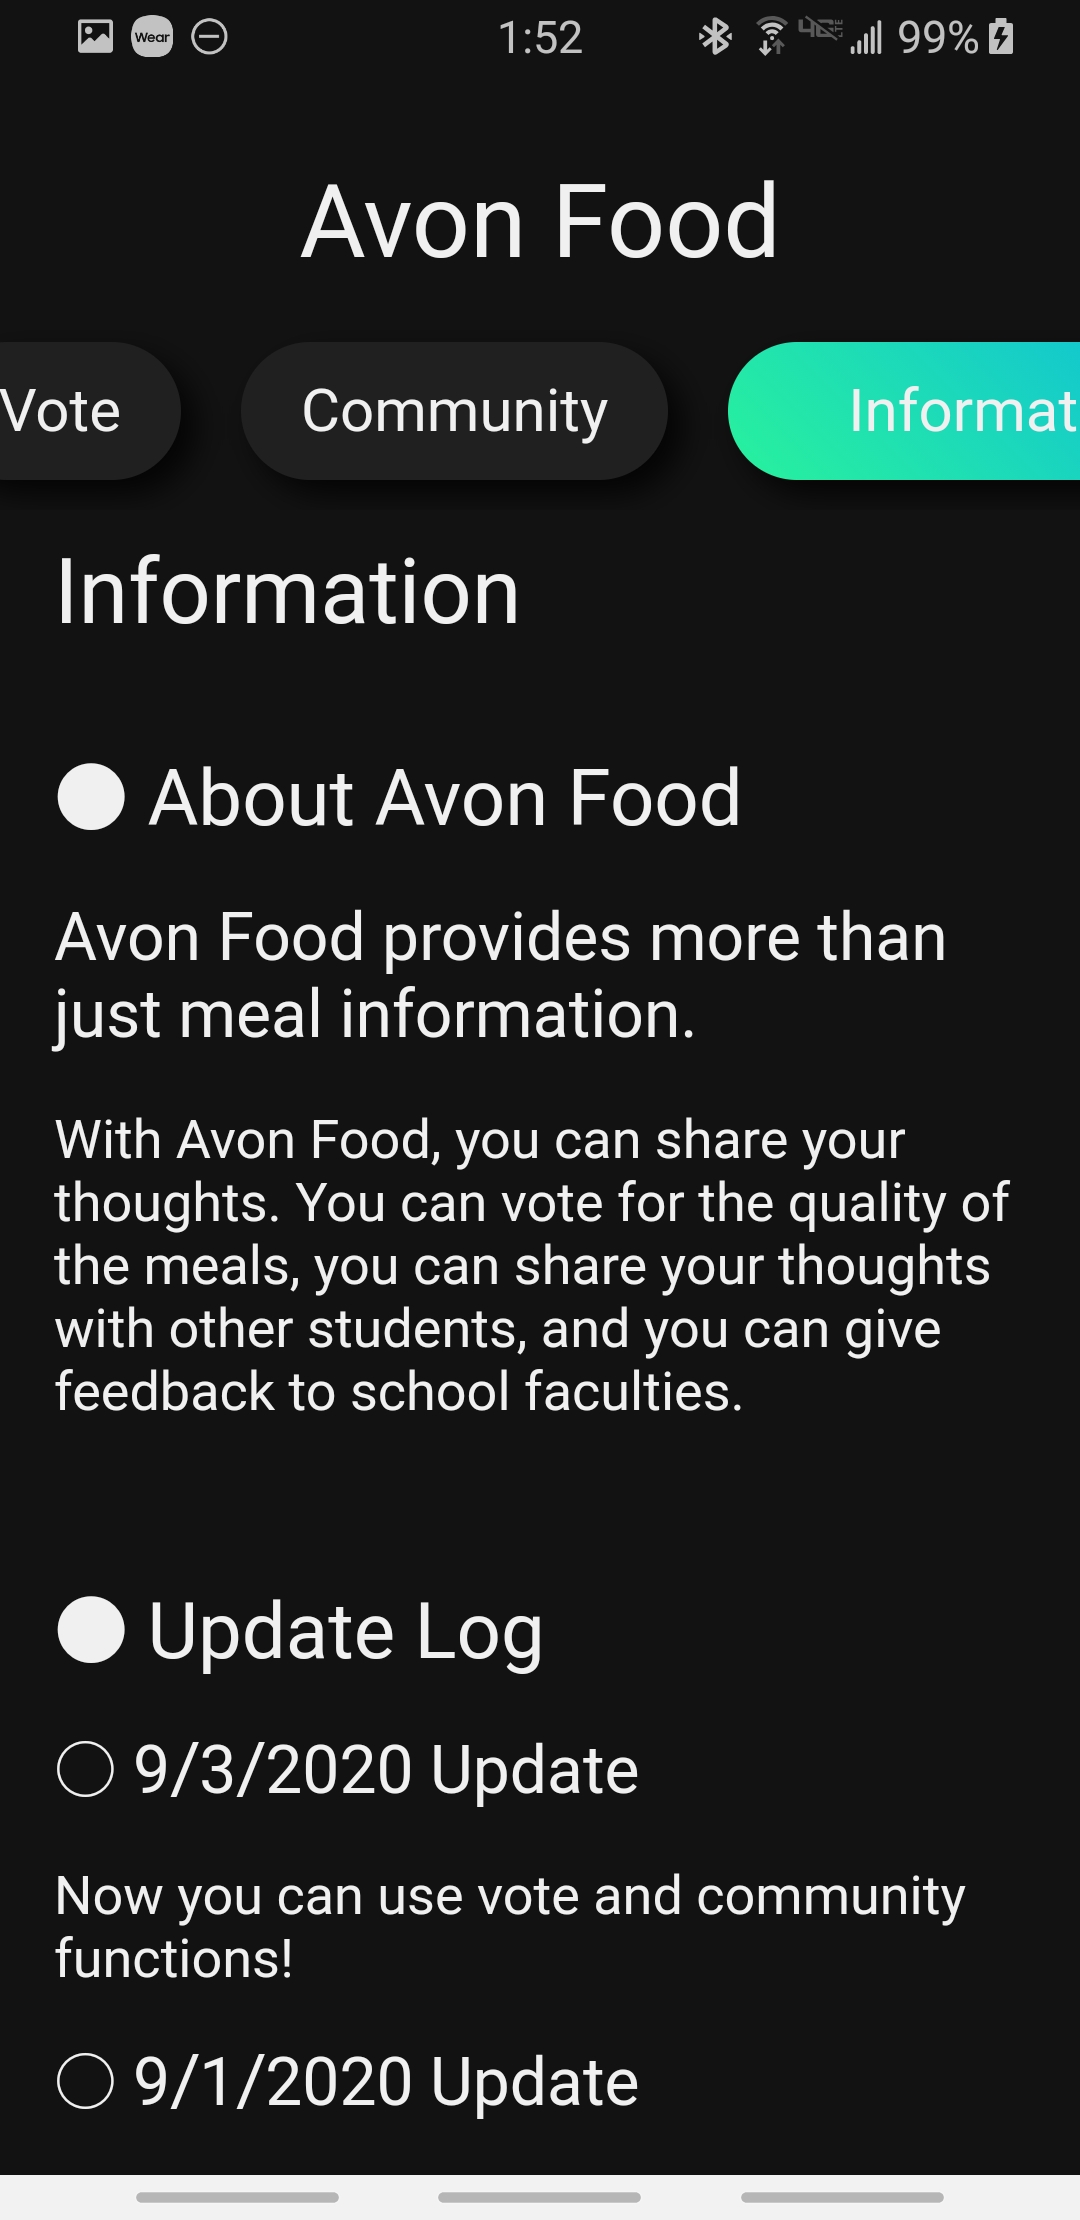 Wear
1:52
4G LTE
99%
Avon Food
Vote
Community
Informat
Information
About Avon Food
Avon Food provides more than
just meal information.
With Avon Food, you can share your
thoughts. You can vote for the quality of
the meals, you can share your thoughts
with other students, and you can give
feedback to school faculties.
Update Log
9/3/2020 Update
Now you can use vote and community
functions!
9/1/2020 Update